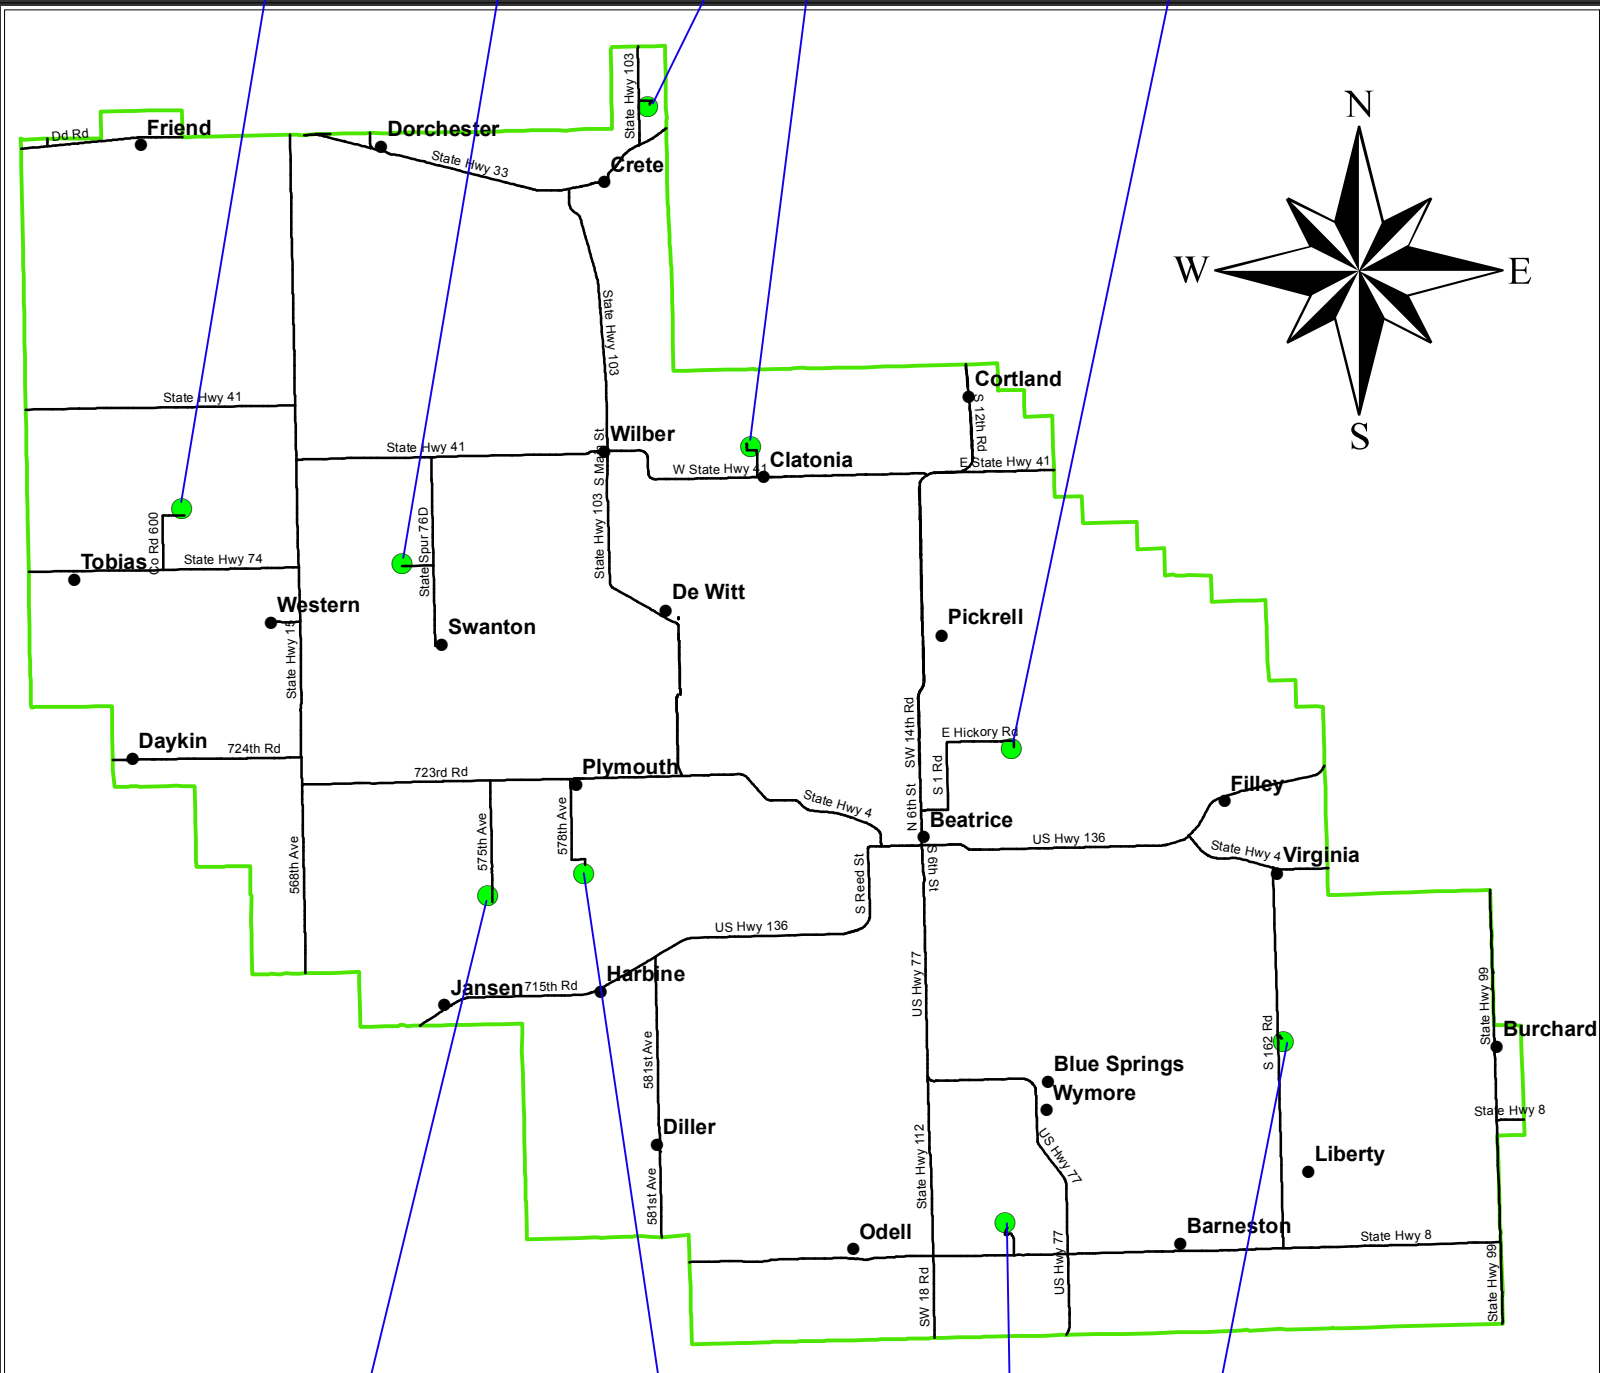 State Hwy 103
N
Dd Rd
Friend
Dorchester
State Hwy 33
Crete
W
E
State Hwy 103
Cortland
S
State Hwy 41
S 12th Rd
Wilber
State Hwy 41
S Main St
Clatonia
W State Hwy 41
E State Hwy 41
Co Rd 600
State Spur 76D
State Hwy 103
Tobias
State Hwy 74
De Witt
Western
Pickrell
Swanton
State Hwy 15
SW 14th Rd
E Hickory Rd
Daykin
724th Rd
S 1 Rd
Plymouth
723rd Rd
Filley
State Hwy 4
N 6th St
575th Ave
578th Ave
Beatrice
US Hwy 136
State Hwy 4
Virginia
568th Ave
S Reed St
S 9th St
US Hwy 136
US Hwy 77
State Hwy 99
Harbine
Jansen
715th Rd
S 162 Rd
Burchard
581st Ave
Blue Springs
Wymore
State Hwy 8
Diller
State Hwy 112
US Hwy 77
Liberty
581st Ave
Odell
Barneston
State Hwy 8
US Hwy 77
SW 18 Rd
State Hwy 99